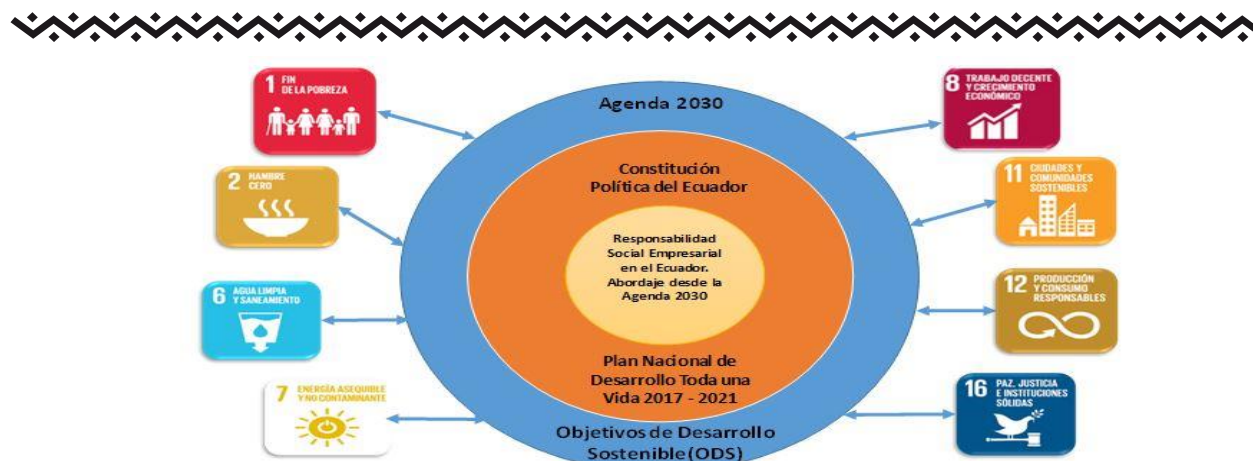 1 FIN
DE LA POBREZA
2 HAMBRE
CERO
6 AGUA LIMPIA
Y SANEAMIENTO
7 ENERGÍA ASEQUIBLE
Y NO CONTAMINANTE
Agenda 2030
Constitución
Política del Ecuador
Responsabilidad
Social Empresarial
en el Ecuador.
Abordaje desde la
Agenda 2030
Plan Nacional de
Desarrollo Toda una
Vida 2017 - 2021
Objetivos de Desarrollo
Sostenible(ODS)
8 TRABAJO DECENTE
Y CRECIMIENTO
ECONÓMICO
11 CIUDADES Y
COMUNIDADES
SOSTENIBLES
12 PRODUCCIÓN
Y CONSUMO
RESPONSABLES
16 PAZ, JUSTICIA
E INSTITUCIONES
SÓLIDAS